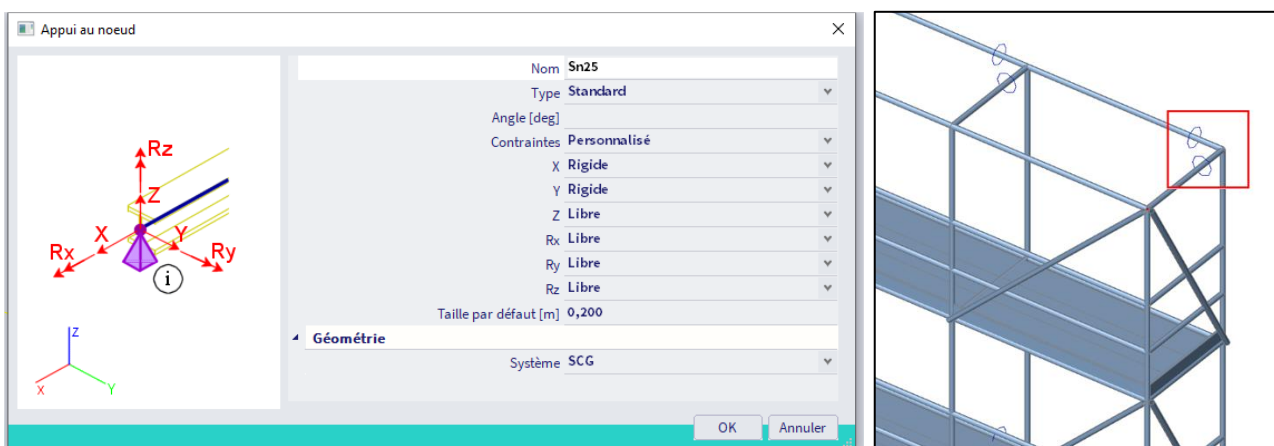 Appui au noeud
Nom Sn25
Type Standard
Angle [deg]
Contraintes Personnalisé
X Rigide
Y Rigide
Z Libre
Rx Libre
Ry Libre
Rz Libre
Taille par défaut [m] 0,200
Géométrie
Système SCG
OK Annuler
Rz
Z
X Y
Rx Ry
i
Z
X Y